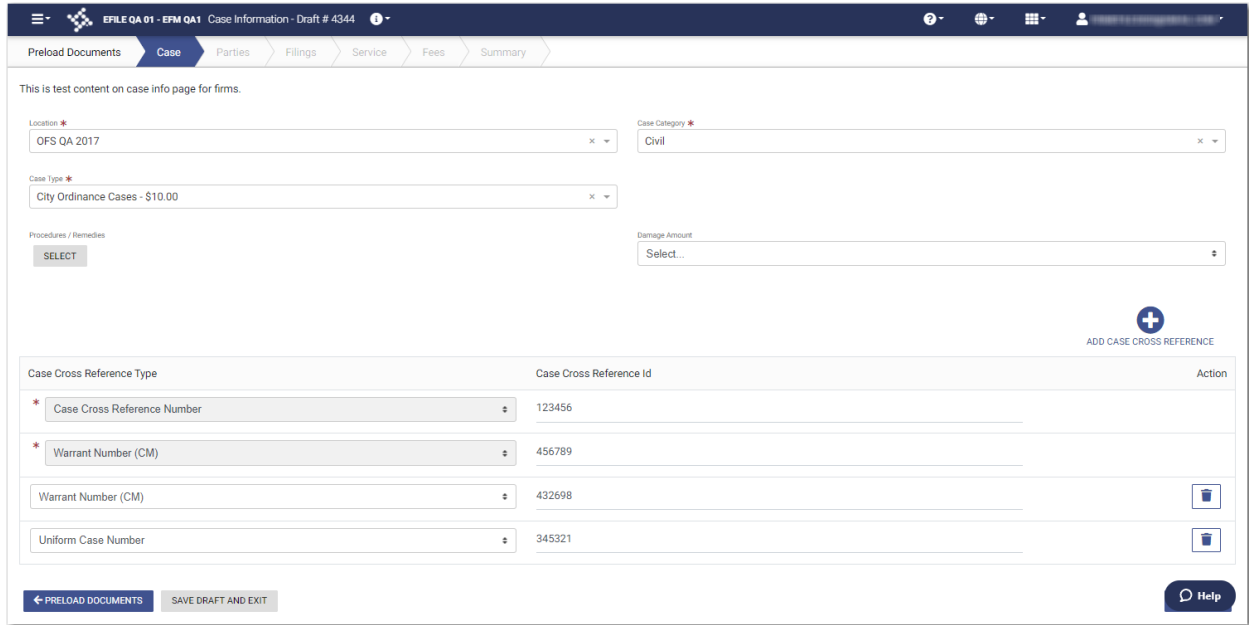 EFILE QA 01 - EFM QA1 Case Information - Draft # 4344
Preload Documents Case Parties Filings Service Fees Summary
This is test content on case info page for firms.
Location * Case Category *
OFS QA 2017 Civil
Case Type *
City Ordinance Cases - $10.00
Procedures / Remedies Damage Amount
SELECT Select...
ADD CASE CROSS REFERENCE
Case Cross Reference Type Case Cross Reference Id Action
* Case Cross Reference Number 123456
* Warrant Number (CM) 456789
Warrant Number (CM) 432698
Uniform Case Number 345321
PRELOAD DOCUMENTS SAVE DRAFT AND EXIT Help